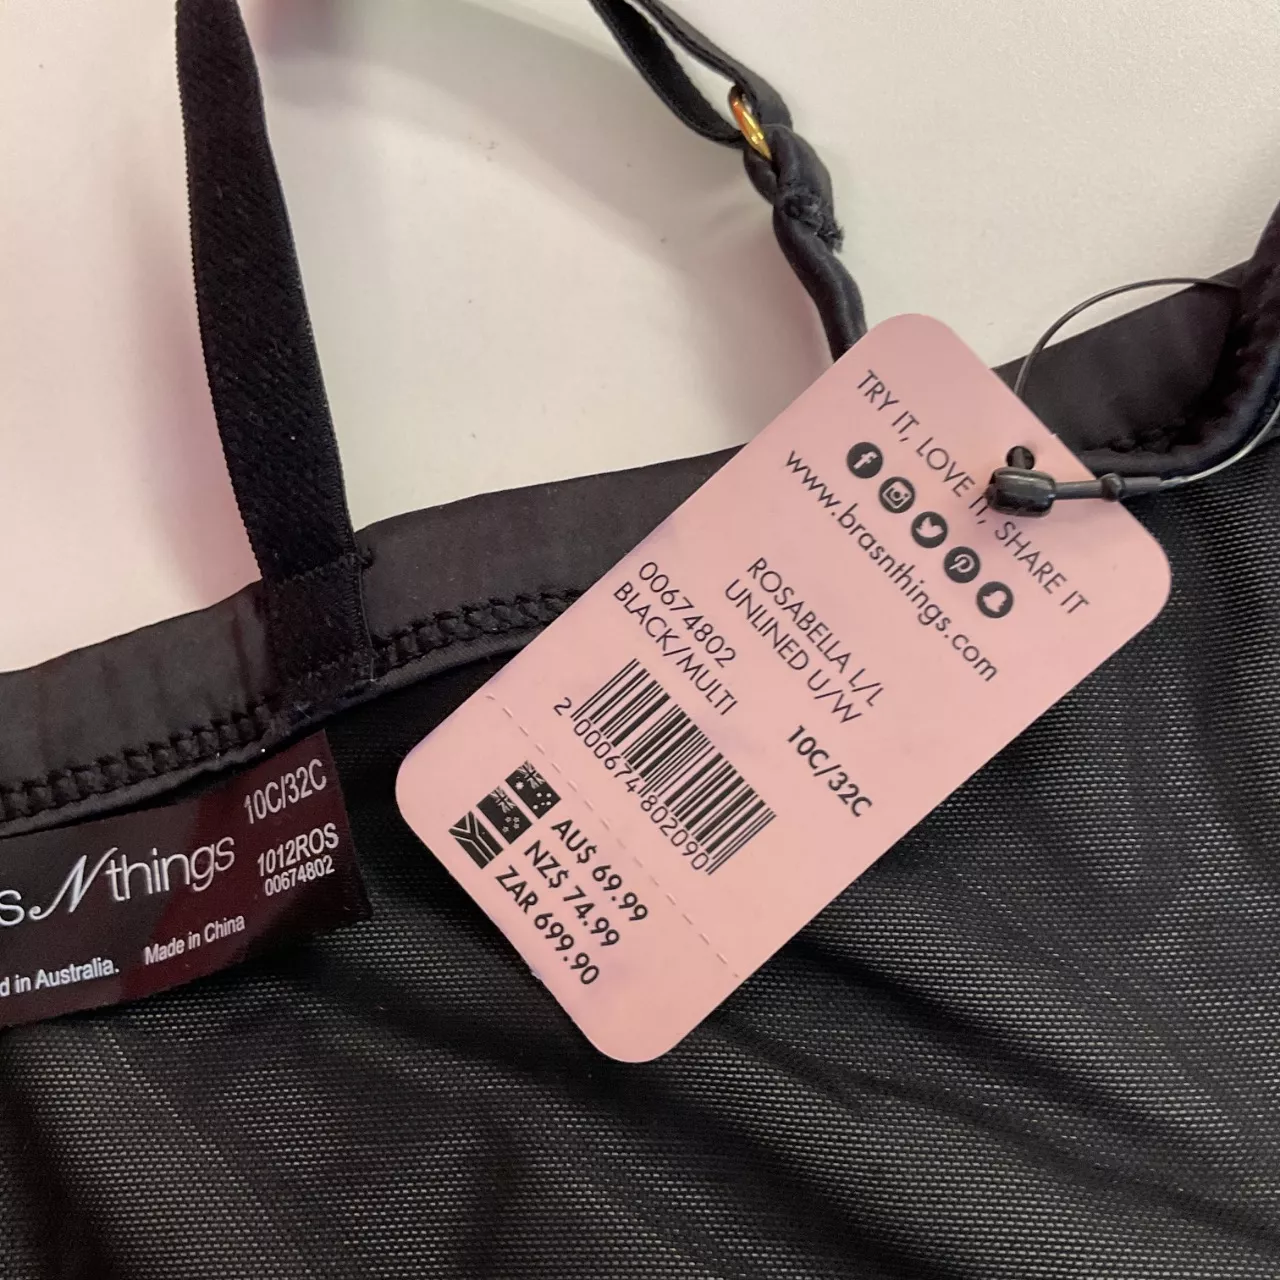 TRY IT, LOVE IT, SHARE IT
www.brasnthings.com
ROSABELLA L/L
UNLINED U/W
00674802
BLACK/MULTI
10C/32C
2 000674 802090
AU$ 69.99
NZ$ 74.99
ZAR 699.90
10C/32C
s N things
1012ROS
00674802
d in Australia. Made in China